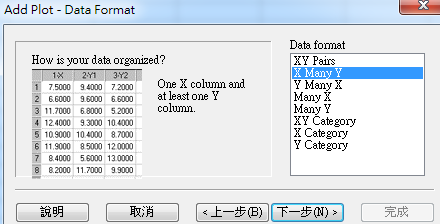 Add Plot - Data Format
How is your data organized?
1-X 2-Y1 3-Y2
1 7.5000 9.4000 7.2000
2 6.6000 9.6000 6.6000
3 11.7000 6.8000 5.2000
4 12.4000 9.3000 10.4000
5 10.9000 10.4000 8.7000
6 11.9000 8.5000 12.0000
7 8.4000 5.6000 13.0000
8 8.2000 11.7000 9.9000
One X column and
at least one Y
column.
Data format
XY Pairs
X Many Y
Y Many X
Many X
Many Y
XY Category
X Category
Y Category
說明
取消
< 上一步(B)
下一步(N) >
完成